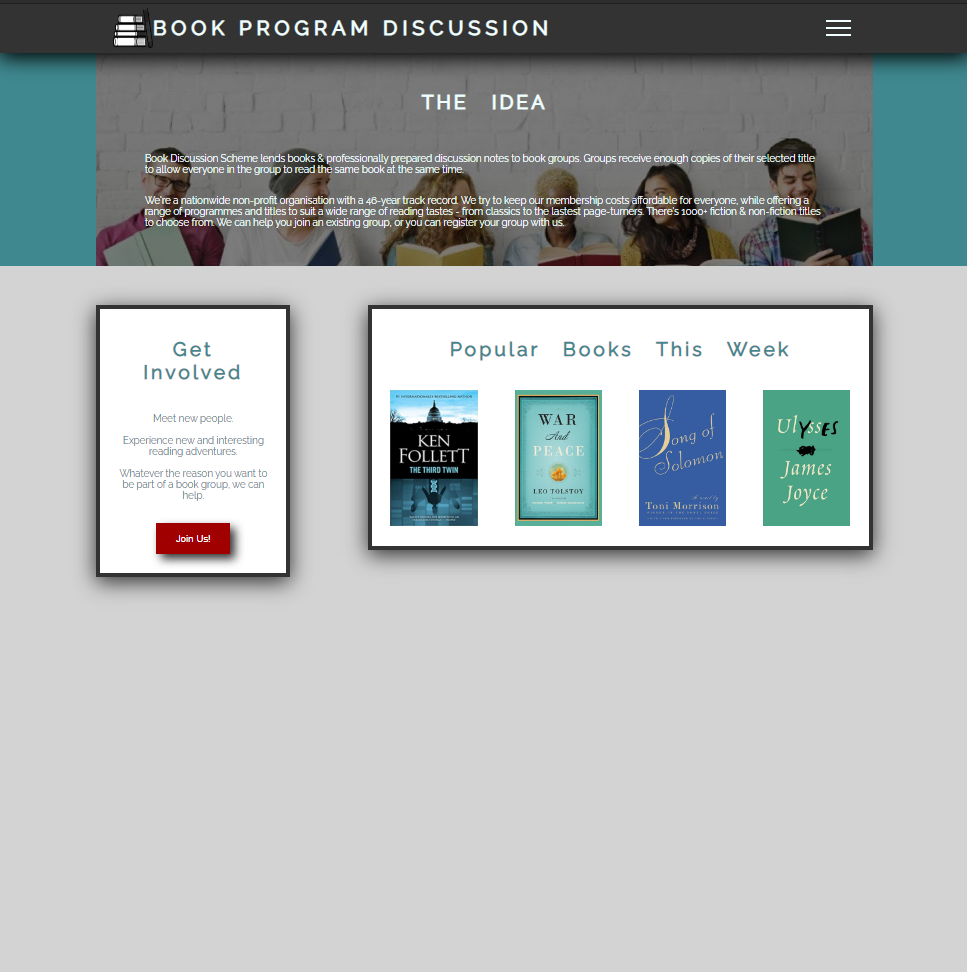 BOOK PROGRAM DISCUSSION
THE IDEA
Book Discussion Scheme lends books & professionally prepared discussion notes to book groups. Groups receive enough copies of their selected title
to allow everyone in the group to read the same book at the same time.
We're a nationwide non-profit organisation with a 46-year track record. We try to keep our membership costs affordable for everyone, while offering a
range of programmes and titles to suit a wide range of reading tastes - from classics to the lastest page-turners. There's 1000+ fiction & non-fiction titles
to choose from. We can help you join an existing group, or you can register your group with us.
Get
Involved
Meet new people.
Experience new and interesting
reading adventures.
Whatever the reason you want to
be part of a book group, we can
help.
Join Us!
Popular Books This Week
#1 INTERNATIONALLY BESTSELLING AUTHOR
KEN
FOLLETT
THE THIRD TWIN
WAR
And
PEACE
LEO TOLSTOY
Song of
Solomon
A novel by
Toni Morrison
Ulysses
James
Joyce